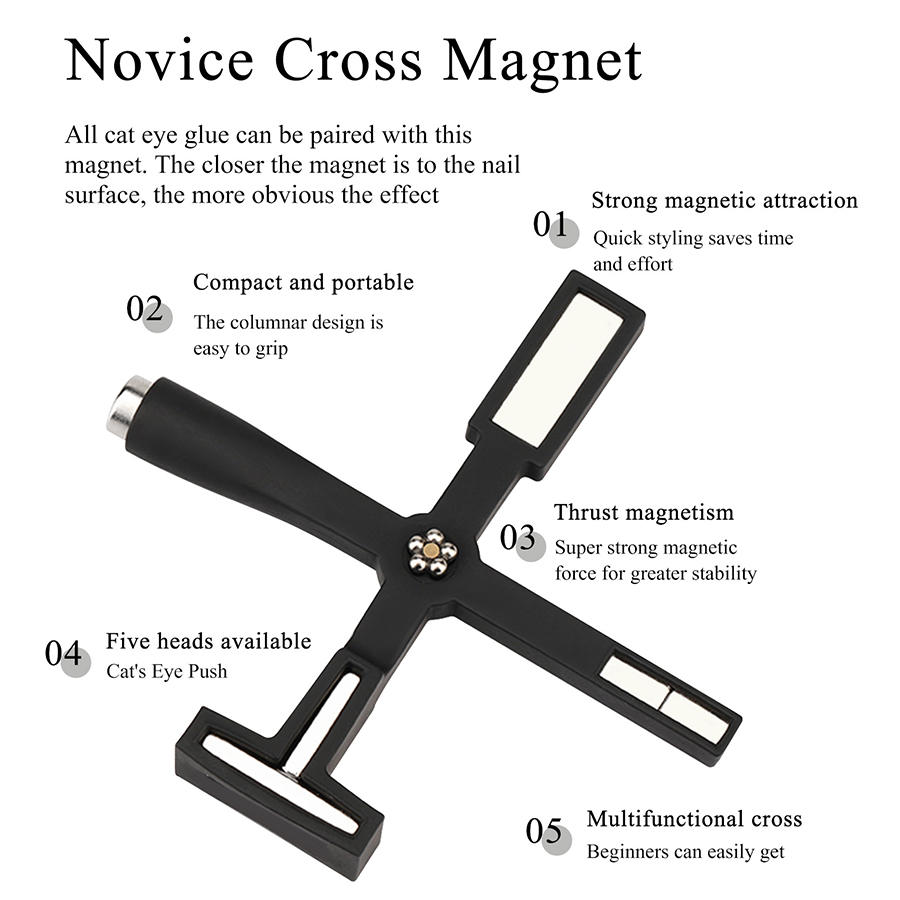 Novice Cross Magnet
All cat eye glue can be paired with this
magnet. The closer the magnet is to the nail
surface, the more obvious the effect
01
Strong magnetic attraction
Quick styling saves time
and effort
02
Compact and portable
The columnar design is
easy to grip
03
Thrust magnetism
Super strong magnetic
force for greater stability
04
Five heads available
Cat's Eye Push
05
Multifunctional cross
Beginners can easily get